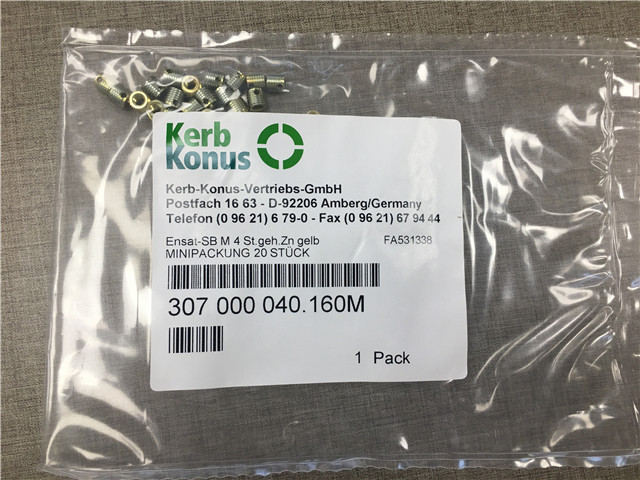 Kerb
Konus
Kerb-Konus-Vertriebs-GmbH
Postfach 16 63 - D-92206 Amberg/Germany
Telefon (0 96 21) 6 79-0 - Fax (0 96 21) 67 94 44
Ensat-SB M 4 St.geh.Zn gelb FA531338
MINIPACKUNG 20 STÜCK
307 000 040.160M
1 Pack